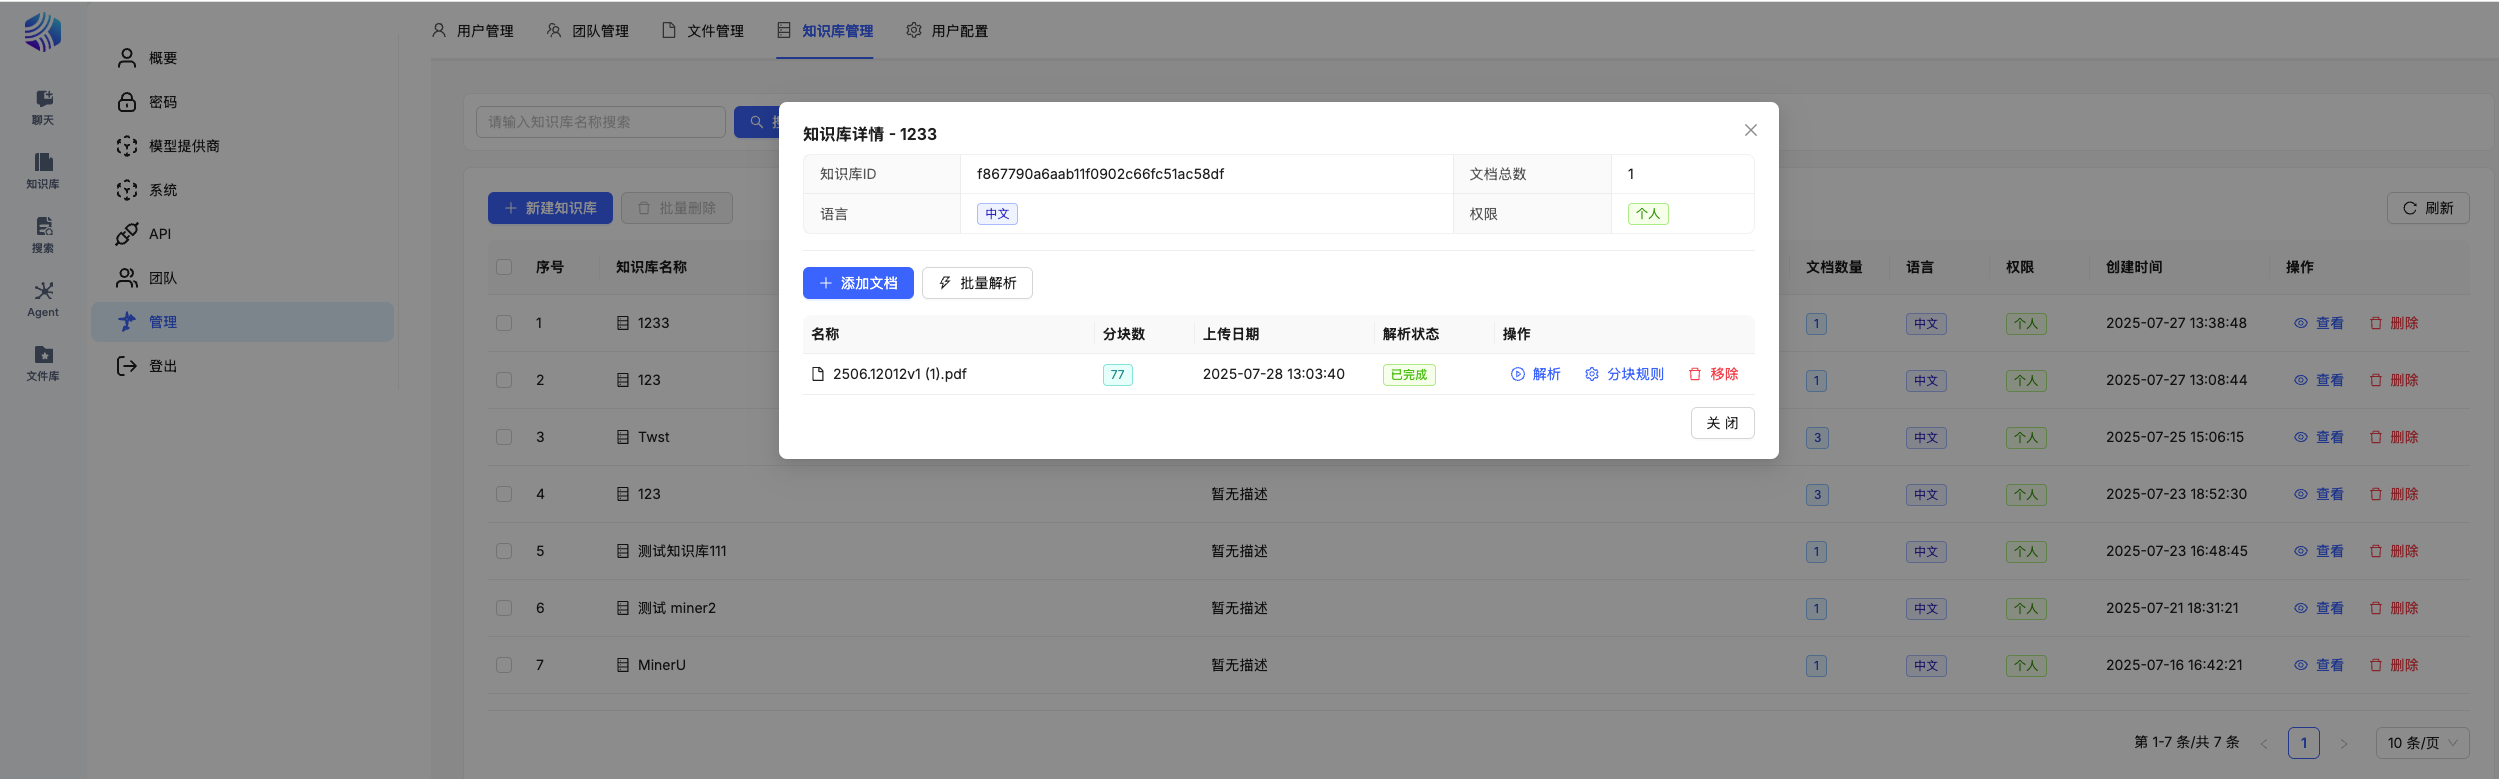 用户管理 团队管理 文件管理 知识库管理 用户配置
聊天
知识库
搜索
Agent
文件库
概要
密码
模型提供商
系统
API
团队
管理
登出
请输入知识库名称搜索
新建知识库 批量删除 刷新
序号 知识库名称 文档数量 语言 权限 创建时间 操作
1 1233 1 中文 个人 2025-07-27 13:38:48 查看 删除
2 123 1 中文 个人 2025-07-27 13:08:44 查看 删除
3 Twst 3 中文 个人 2025-07-25 15:06:15 查看 删除
4 123 暂无描述 3 中文 个人 2025-07-23 18:52:30 查看 删除
5 测试知识库111 暂无描述 1 中文 个人 2025-07-23 16:48:45 查看 删除
6 测试 miner2 暂无描述 1 中文 个人 2025-07-21 18:31:21 查看 删除
7 MinerU 暂无描述 1 中文 个人 2025-07-16 16:42:21 查看 删除
第 1-7 条/共 7 条 1 10 条/页
知识库详情 - 1233
知识库ID f867790a6aab11f0902c66fc51ac58df 文档总数 1
语言 中文 权限 个人
添加文档 批量解析
名称 分块数 上传日期 解析状态 操作
2506.12012v1 (1).pdf 77 2025-07-28 13:03:40 已完成 解析 分块规则 移除
关 闭